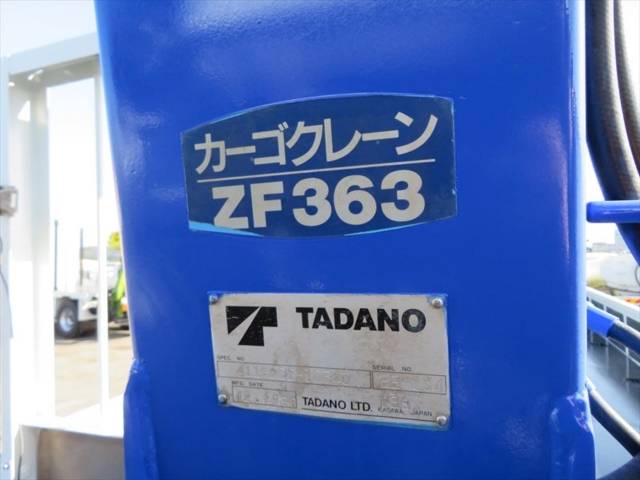 カーゴクレーン
ZF363
TADANO
SPEC. NO.
SERIAL NO.
MFG. DATE
TADANO LTD. KAGAWA, JAPAN